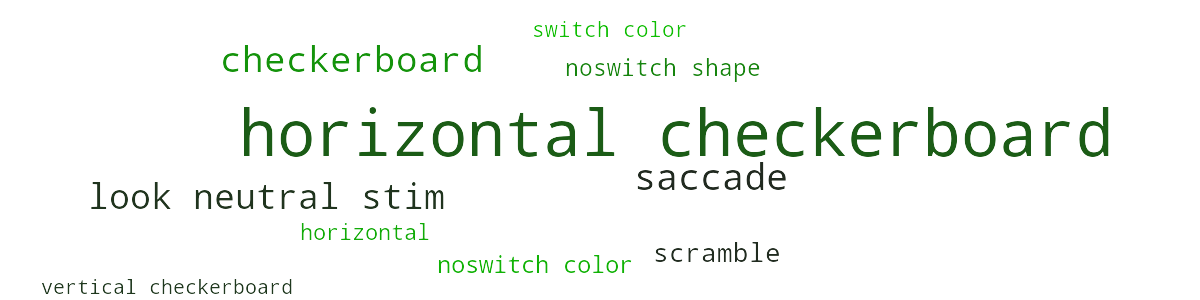 switch color
checkerboard
noswitch shape
horizontal checkerboard
saccade
look neutral stim
horizontal
scramble
noswitch color
vertical checkerboard